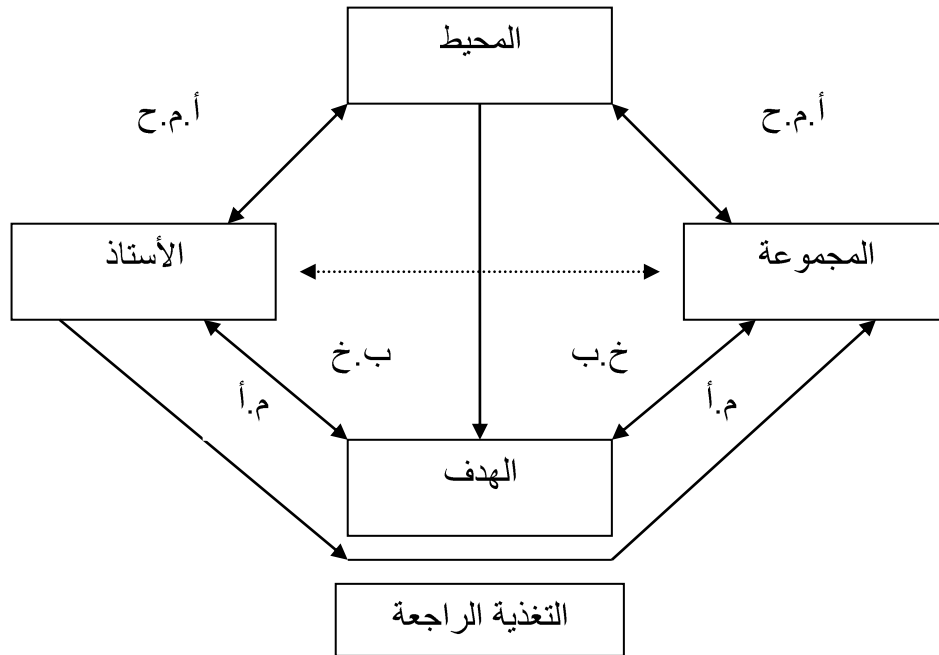 المحيط
أ.م.ح
أ.م.ح
المجموعة
الأستاذ
خ.ب
ب.خ
م.أ
م.أ
الهدف
التغذية الراجعة